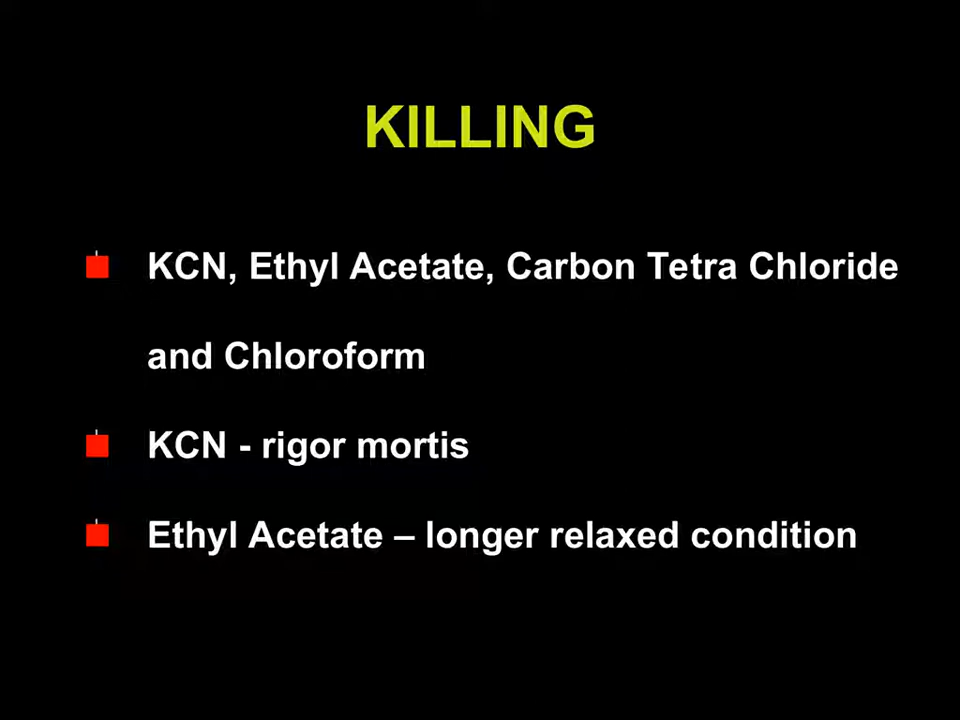 KILLING
KCN, Ethyl Acetate, Carbon Tetra Chloride
and Chloroform
KCN - rigor mortis
Ethyl Acetate – longer relaxed condition